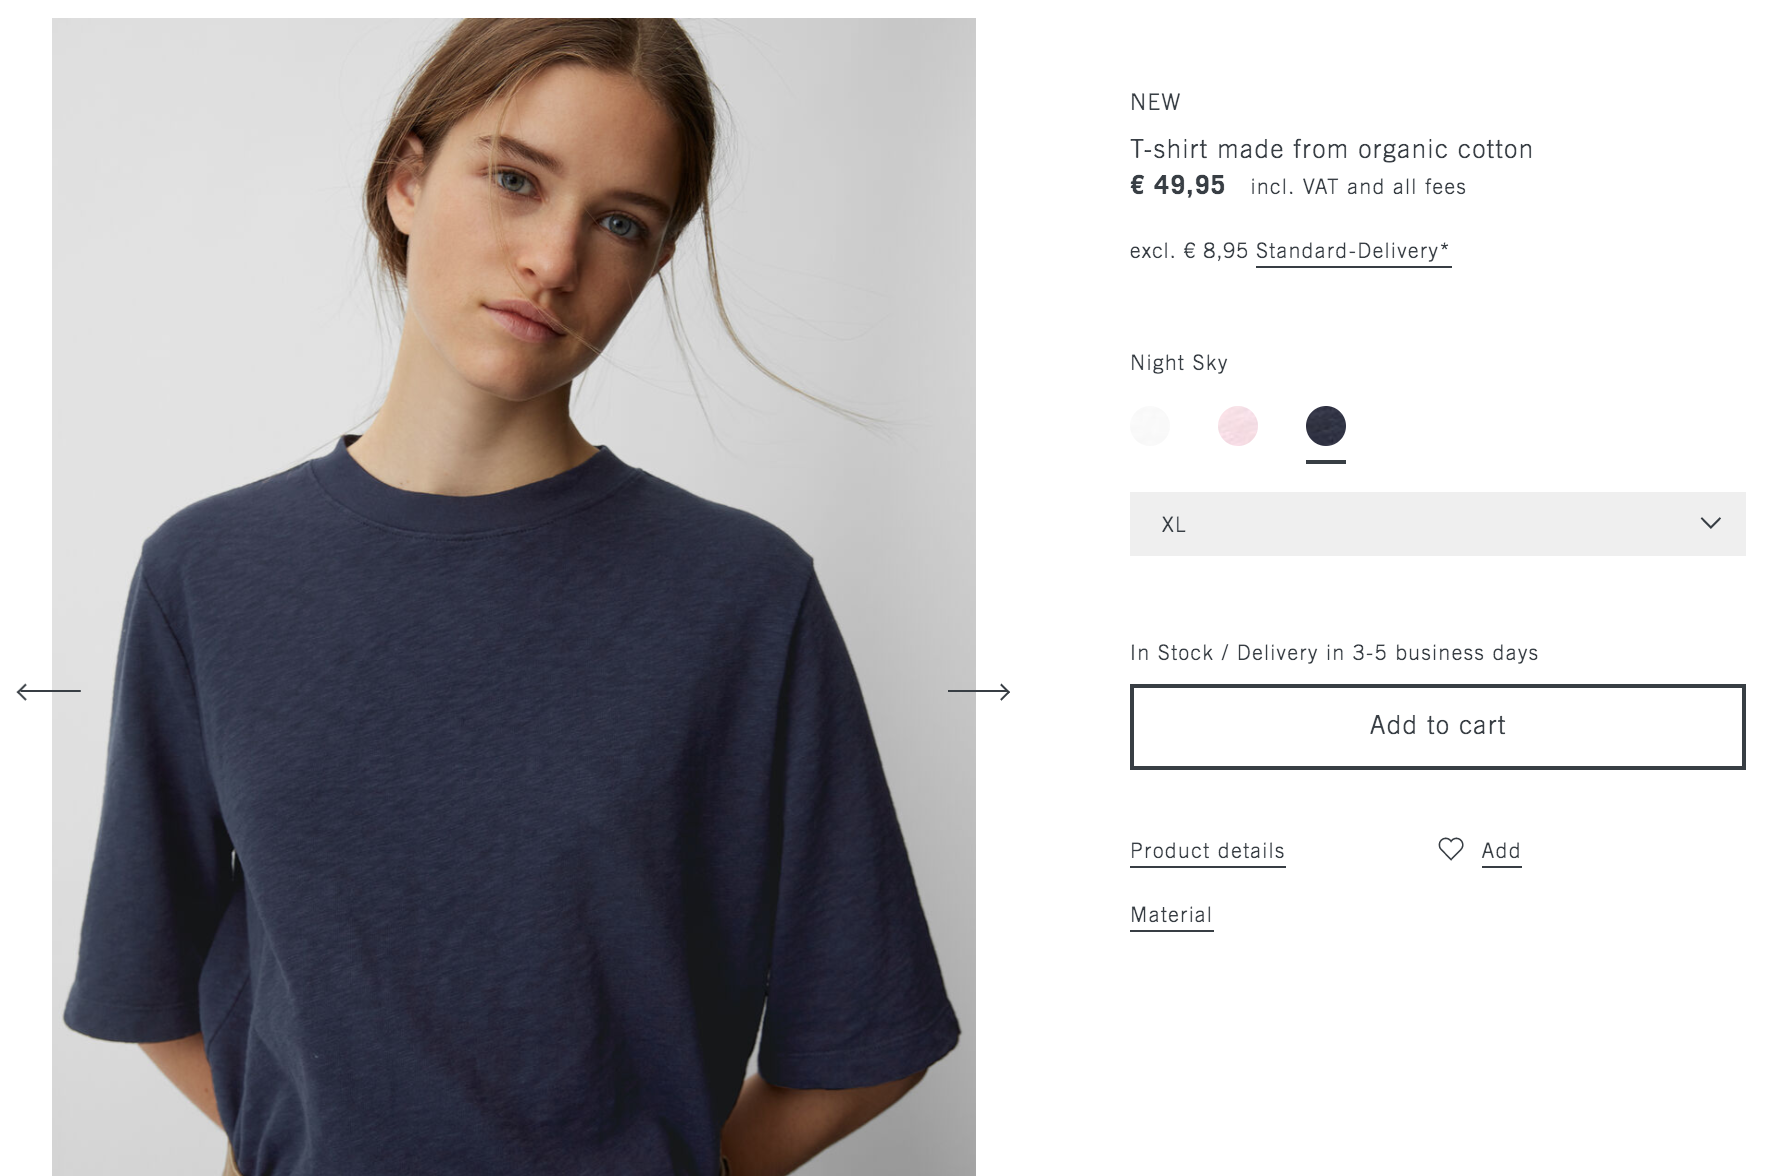 NEW
T-shirt made from organic cotton
€ 49,95 incl. VAT and all fees
excl. € 8,95 Standard-Delivery*
Night Sky
XL
In Stock / Delivery in 3-5 business days
Add to cart
Product details
Add
Material